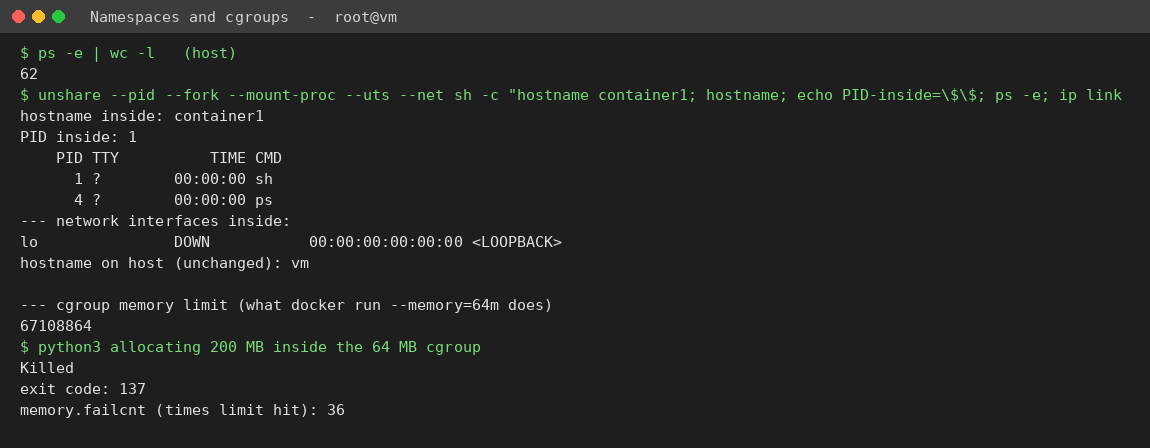 Namespaces and cgroups  -  root@vm
$ ps -e | wc -l   (host)
62
$ unshare --pid --fork --mount-proc --uts --net sh -c "hostname container1; hostname; echo PID-inside=\$\$; ps -e; ip link
hostname inside: container1
PID inside: 1
    PID TTY          TIME CMD
      1 ?        00:00:00 sh
      4 ?        00:00:00 ps
--- network interfaces inside:
lo               DOWN           00:00:00:00:00:00 <LOOPBACK>
hostname on host (unchanged): vm
--- cgroup memory limit (what docker run --memory=64m does)
67108864
$ python3 allocating 200 MB inside the 64 MB cgroup
Killed
exit code: 137
memory.failcnt (times limit hit): 36